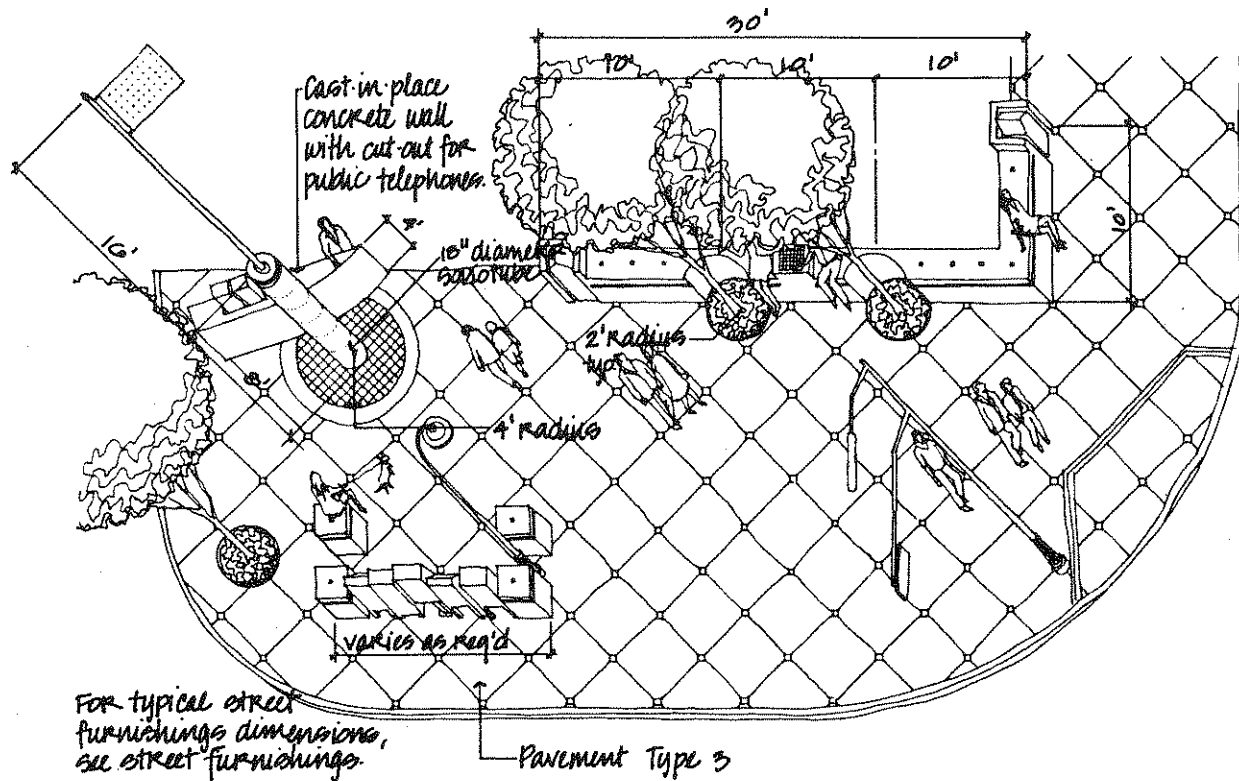 30'
10'
10'
10'
Cast-in-place
concrete wall
with cut-out for
public telephones.
16'
18" diameter
sonotube
10'
2' radius
typ.
8'
4' radius
varies as req'd
For typical street
furnishings dimensions,
see street furnishings.
Pavement Type 3